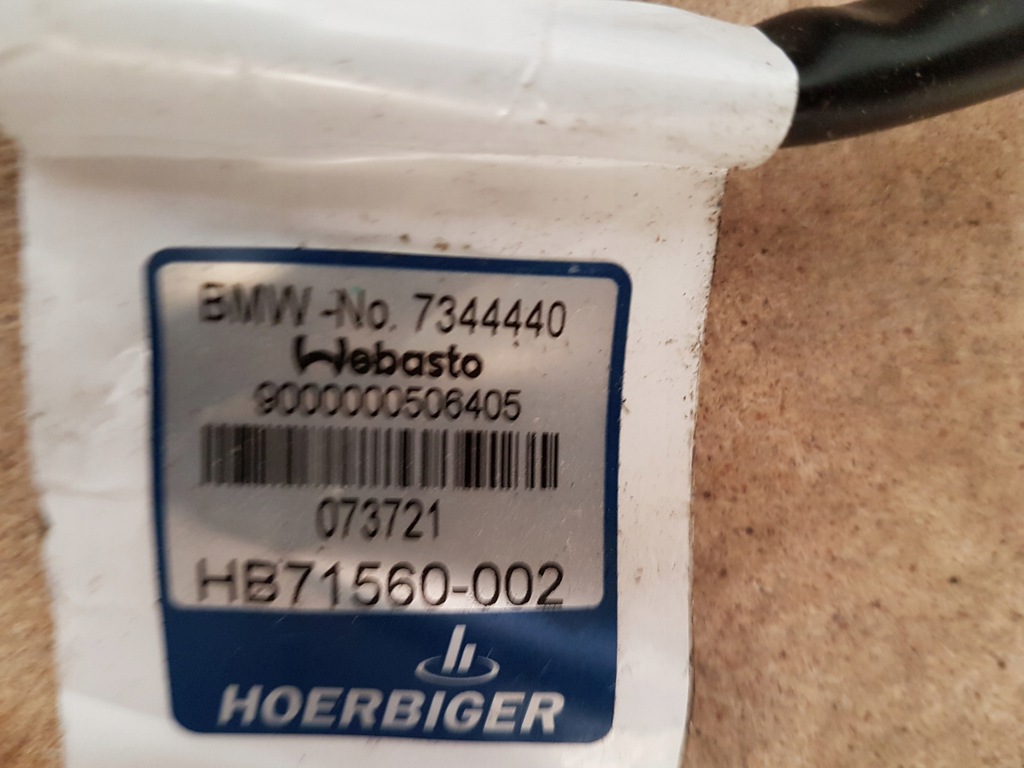 BMW-No. 7344440
Webasto
9000000506405
073721
HB71560-002
HOERBIGER